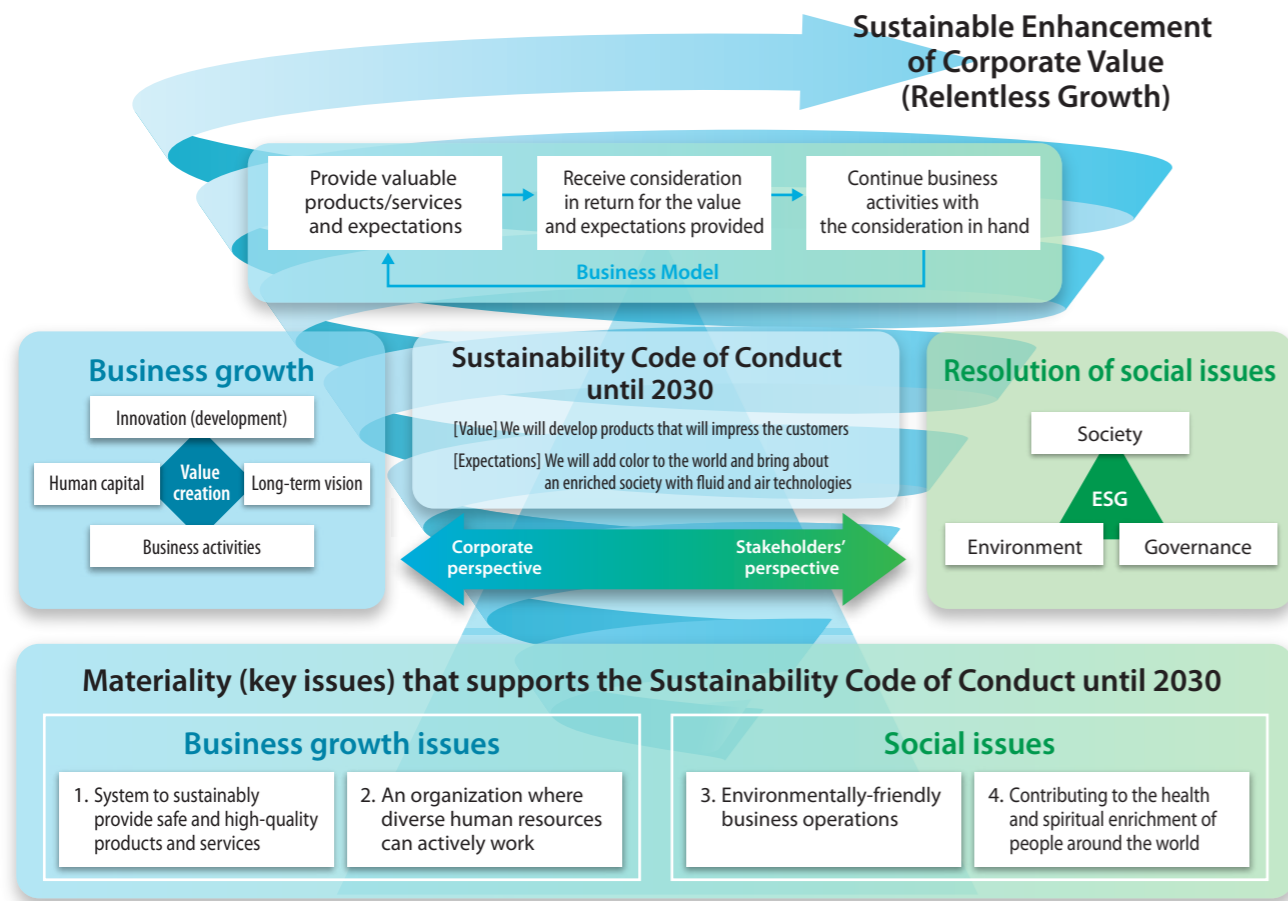 Sustainable Enhancement
of Corporate Value
(Relentless Growth)
Provide valuable
products/services
and expectations
Receive consideration
in return for the value
and expectations provided
Continue business
activities with
the consideration in hand
Business Model
Business growth
Innovation (development)
Human capital
Value
creation
Long-term vision
Business activities
Sustainability Code of Conduct
until 2030
[Value] We will develop products that will impress the customers
[Expectations] We will add color to the world and bring about
an enriched society with fluid and air technologies
Corporate
perspective
Stakeholders’
perspective
Resolution of social issues
Society
ESG
Environment
Governance
Materiality (key issues) that supports the Sustainability Code of Conduct until 2030
Business growth issues
1. System to sustainably
provide safe and high-quality
products and services
2. An organization where
diverse human resources
can actively work
Social issues
3. Environmentally-friendly
business operations
4. Contributing to the health
and spiritual enrichment of
people around the world